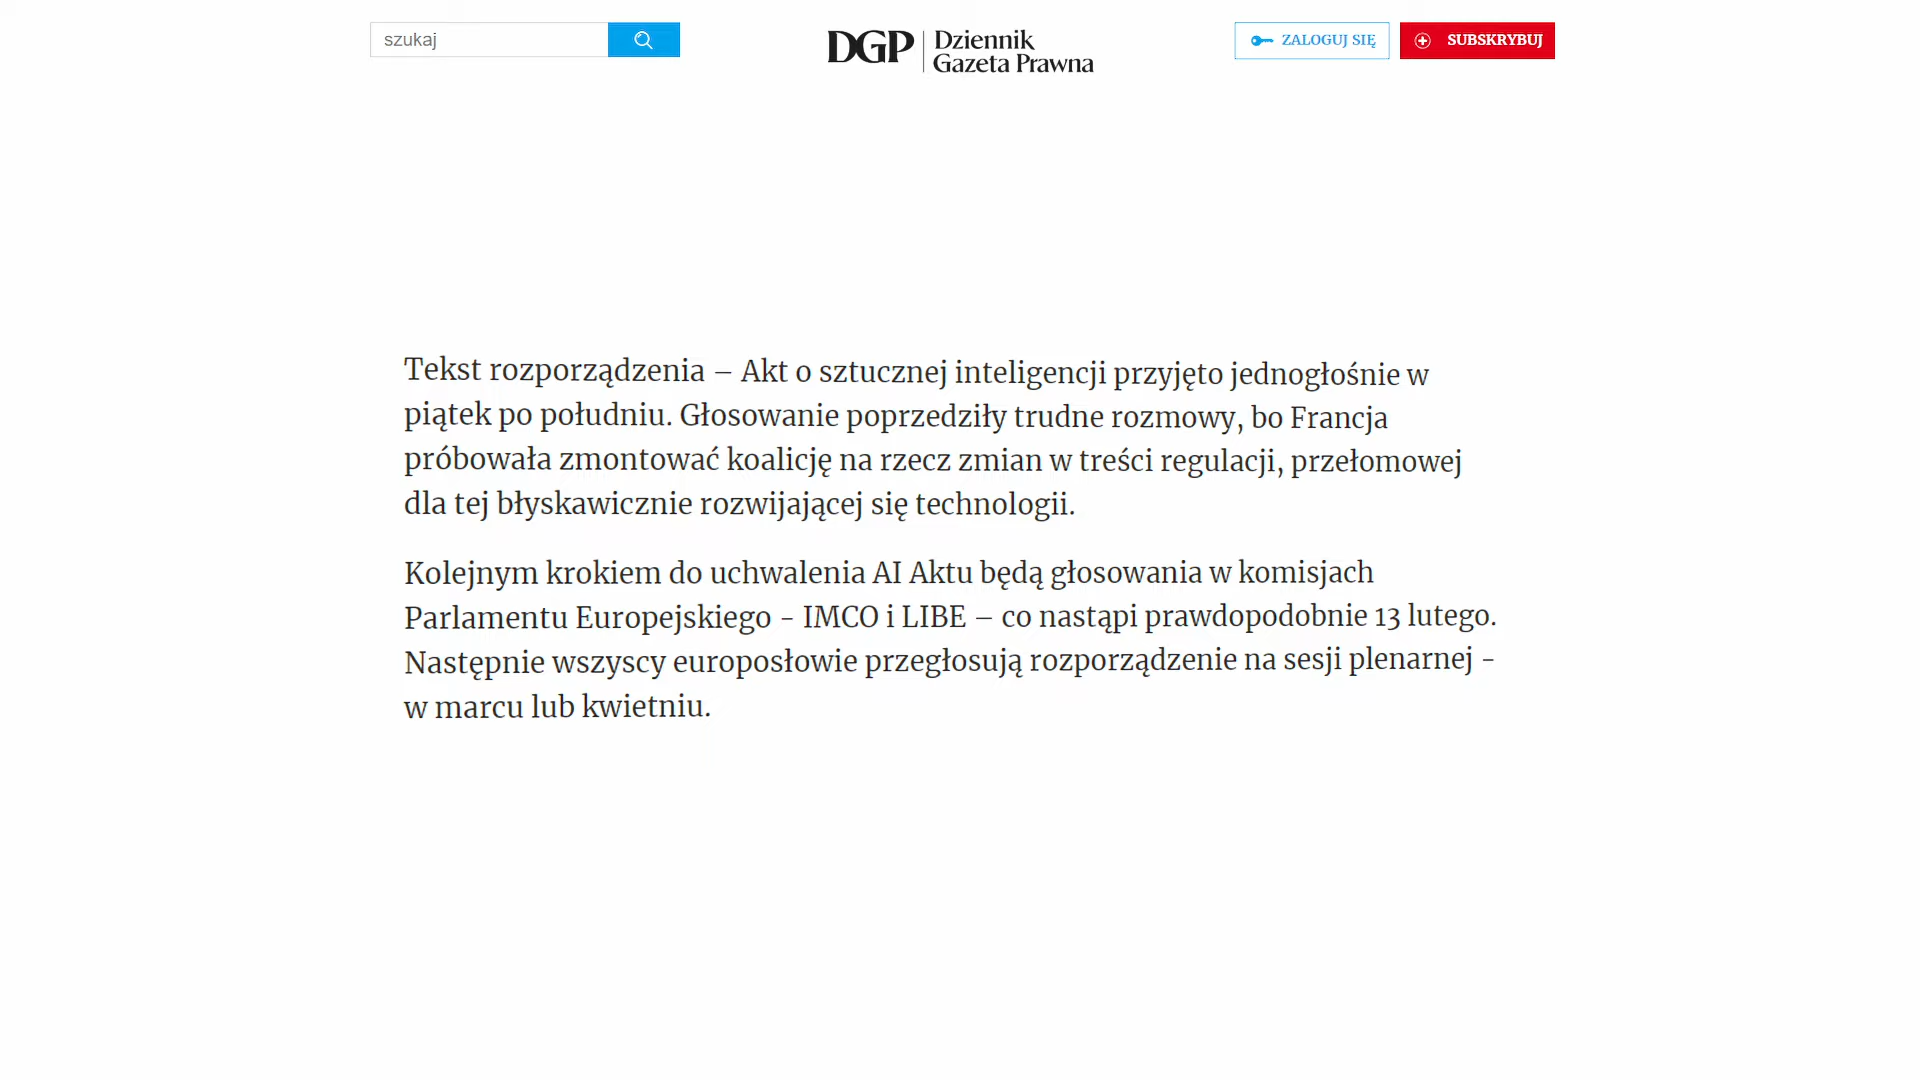 szukaj
DGP
Dziennik
Gazeta Prawna
ZALOGUJ SIĘ
SUBSKRYBUJ
Tekst rozporządzenia – Akt o sztucznej inteligencji przyjęto jednogłośnie w
piątek po południu. Głosowanie poprzedziły trudne rozmowy, bo Francja
próbowała zmontować koalicję na rzecz zmian w treści regulacji, przełomowej
dla tej błyskawicznie rozwijającej się technologii.
Kolejnym krokiem do uchwalenia AI Aktu będą głosowania w komisjach
Parlamentu Europejskiego - IMCO i LIBE – co nastąpi prawdopodobnie 13 lutego.
Następnie wszyscy europosłowie przegłosują rozporządzenie na sesji plenarnej -
w marcu lub kwietniu.